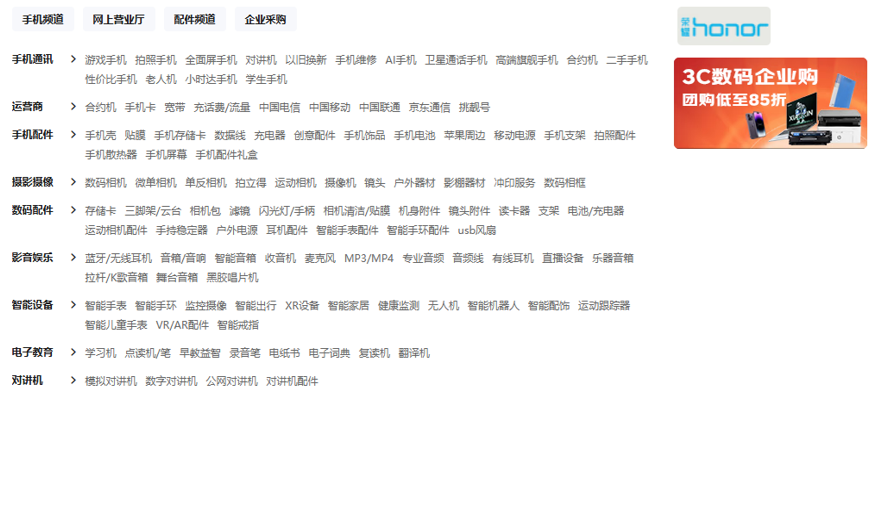 手机频道 网上营业厅 配件频道 企业采购
荣耀 honor
手机通讯 游戏手机 拍照手机 全面屏手机 对讲机 以旧换新 手机维修 AI手机 卫星通话手机 高端旗舰手机 合约机 二手手机
性价比手机 老人机 小时达手机 学生手机
3C数码企业购
团购低至85折
运营商 合约机 手机卡 宽带 充话费/流量 中国电信 中国移动 中国联通 京东通信 挑靓号
手机配件 手机壳 贴膜 手机存储卡 数据线 充电器 创意配件 手机饰品 手机电池 苹果周边 移动电源 手机支架 拍照配件
手机散热器 手机屏幕 手机配件礼盒
摄影摄像 数码相机 微单相机 单反相机 拍立得 运动相机 摄像机 镜头 户外器材 影棚器材 冲印服务 数码相框
数码配件 存储卡 三脚架/云台 相机包 滤镜 闪光灯/手柄 相机清洁/贴膜 机身附件 镜头附件 读卡器 支架 电池/充电器
运动相机配件 手持稳定器 户外电源 耳机配件 智能手表配件 智能手环配件 usb风扇
影音娱乐 蓝牙/无线耳机 音箱/音响 智能音箱 收音机 麦克风 MP3/MP4 专业音频 音频线 有线耳机 直播设备 乐器音箱
拉杆/K歌音箱 舞台音箱 黑胶唱片机
智能设备 智能手表 智能手环 监控摄像 智能出行 XR设备 智能家居 健康监测 无人机 智能机器人 智能配饰 运动跟踪器
智能儿童手表 VR/AR配件 智能戒指
电子教育 学习机 点读机/笔 早教益智 录音笔 电纸书 电子词典 复读机 翻译机
对讲机 模拟对讲机 数字对讲机 公网对讲机 对讲机配件